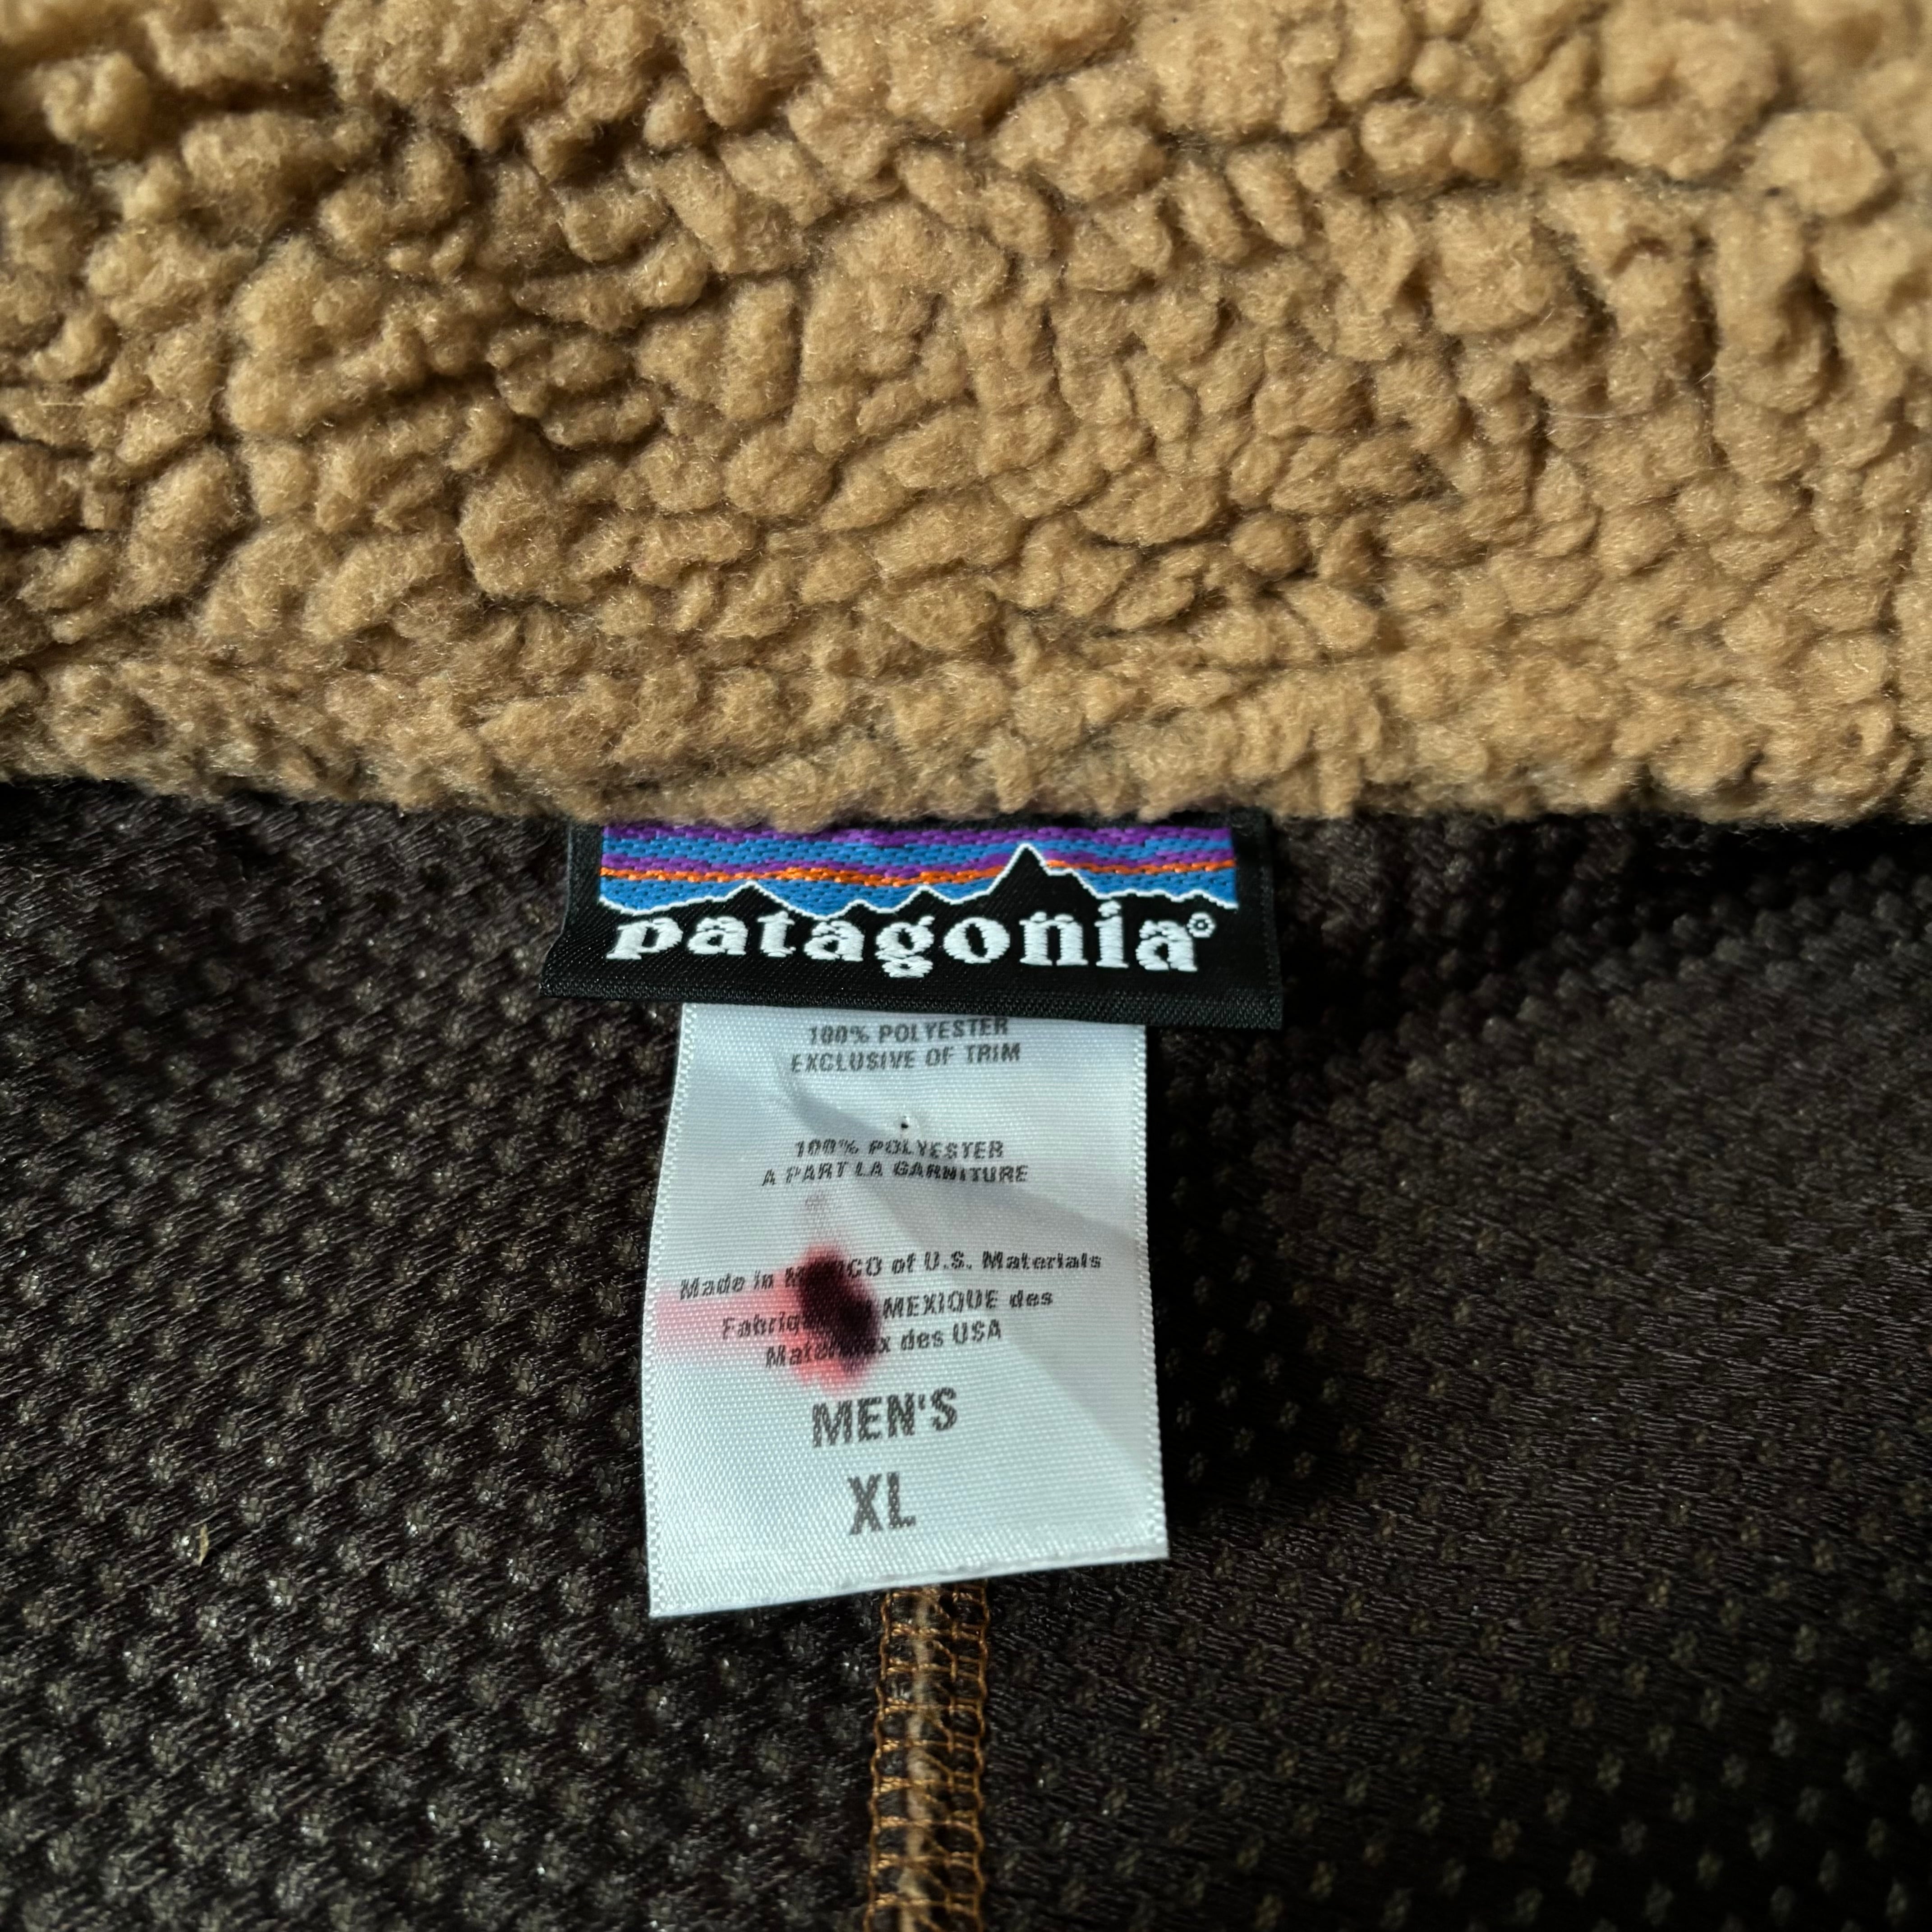 patagonia®
100% POLYESTER
EXCLUSIVE OF TRIM
100% POLYESTER
A PART LA GARNITURE
Made in of U.S. Materials
MEXIQUE des
des USA
MEN'S
XL